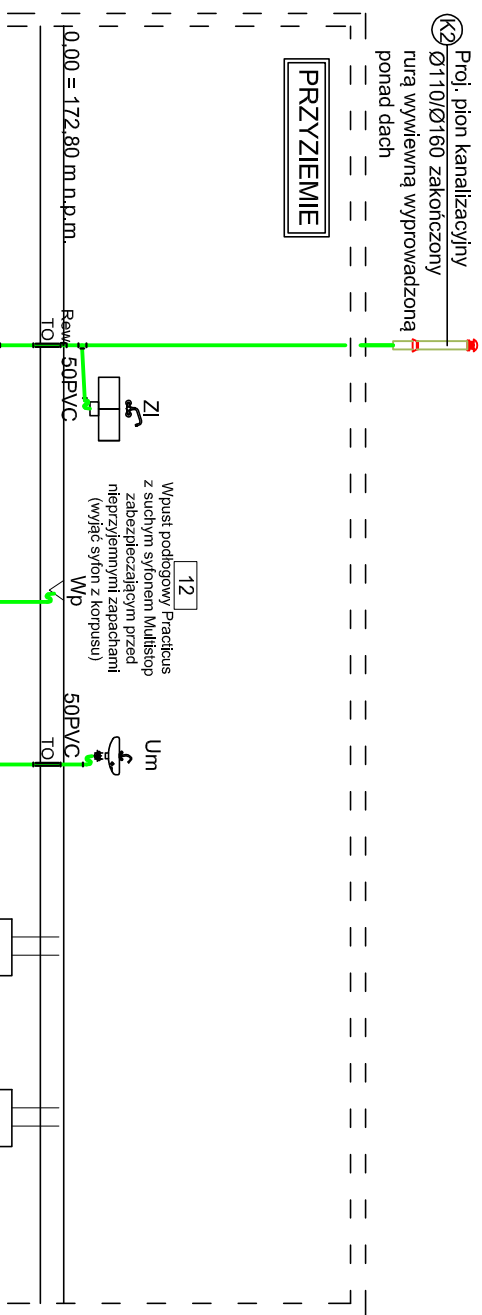 K2
Proj. pion kanalizacyjny
Ø110/Ø160 zakończony
rurą wywiewną wyprowadzoną
ponad dach
PRZYZIEMIE
0,00 = 172,80 m n.p.m.
Rew.
50PVC
TO
Zl
12
Wpust podłogowy Practicus
z suchym syfonem Multistop
zabezpieczającym przed
nieprzyjemnymi zapachami
(wyjąć syfon z korpusu)
Wp
50PVC
TO
Um